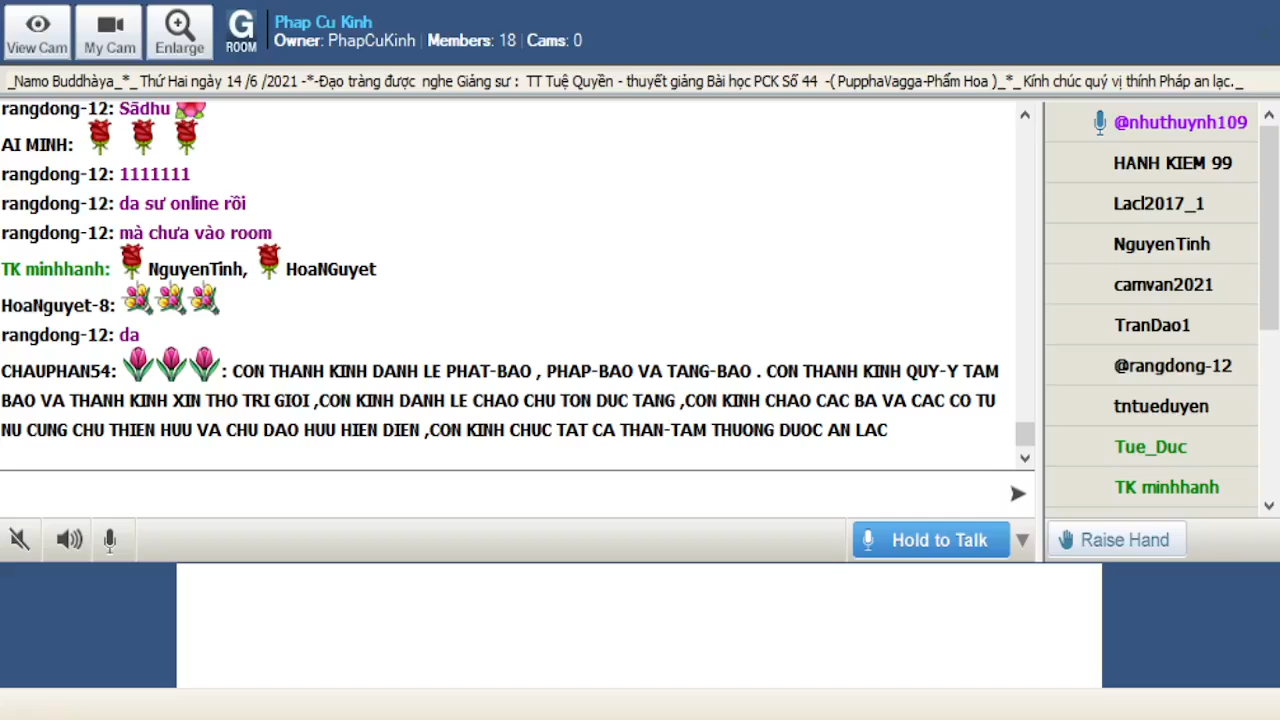 View Cam
My Cam
Enlarge
G
ROOM
Phap Cu Kinh
Owner: PhapCuKinh | Members: 18 | Cams: 0
_Namo Buddhàya_*_ Thứ Hai ngày 14 /6 /2021 -*-Đạo tràng được nghe Giảng sư : TT Tuệ Quyền - thuyết giảng Bài học PCK Số 44 -( PupphaVagga-Phẩm Hoa )_*_ Kính chúc quý vị thính Pháp an lạc._
rangdong-12: Sādhu
AI MINH:
rangdong-12: 1111111
rangdong-12: da sư online rồi
rangdong-12: mà chưa vào room
TK minhhanh: NguyenTinh, HoaNGuyet
HoaNguyet-8:
rangdong-12: da
CHAUPHAN54: : CON THANH KINH DANH LE PHAT-BAO , PHAP-BAO VA TANG-BAO . CON THANH KINH QUY-Y TAM
BAO VA THANH KINH XIN THO TRI GIOI ,CON KINH DANH LE CHAO CHU TON DUC TANG ,CON KINH CHAO CAC BA VA CAC CO TU
NU CUNG CHU THIEN HUU VA CHU DAO HUU HIEN DIEN ,CON KINH CHUC TAT CA THAN-TAM THUONG DUOC AN LAC
@nhuthuynh109
HANH KIEM 99
Lacl2017_1
NguyenTinh
camvan2021
TranDao1
@rangdong-12
tntueduyen
Tue_Duc
TK minhhanh
Hold to Talk
Raise Hand